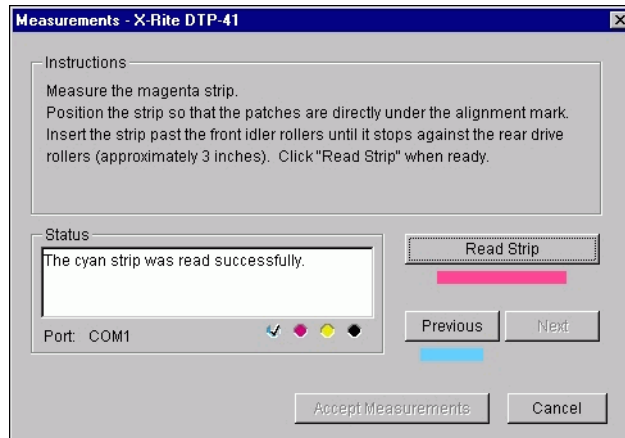 Measurements - X-Rite DTP-41
Instructions
Measure the magenta strip.
Position the strip so that the patches are directly under the alignment mark.
Insert the strip past the front idler rollers until it stops against the rear drive
rollers (approximately 3 inches).  Click "Read Strip" when ready.
Status
The cyan strip was read successfully.
Port: COM1
Read Strip
Previous
Next
Accept Measurements
Cancel